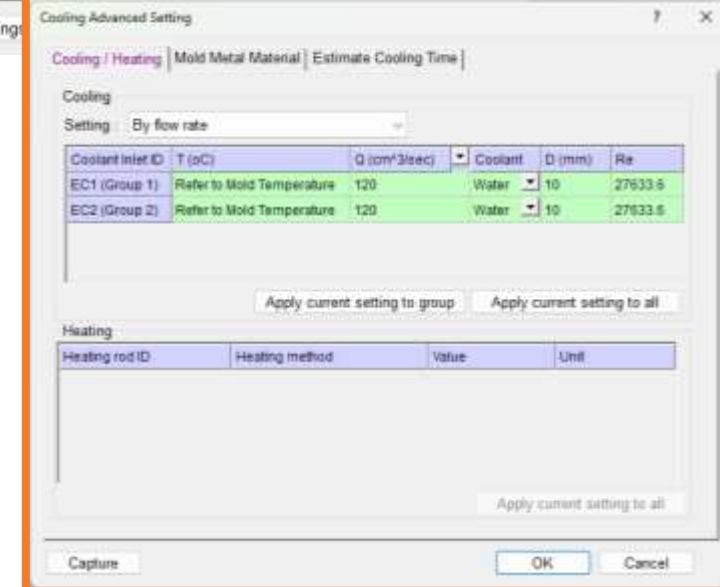 ngs
Cooling Advanced Setting ? ×
Cooling / Heating Mold Metal Material Estimate Cooling Time
Cooling
Setting: By flow rate
Coolant Inlet ID T (oC) Q (cm^3/sec) Coolant D (mm) Re
EC1 (Group 1) Refer to Mold Temperature 120 Water 10 27633.6
EC2 (Group 2) Refer to Mold Temperature 120 Water 10 27633.6
Apply current setting to group Apply current setting to all
Heating
Heating rod ID Heating method Value Unit
Apply current setting to all
Capture OK Cancel